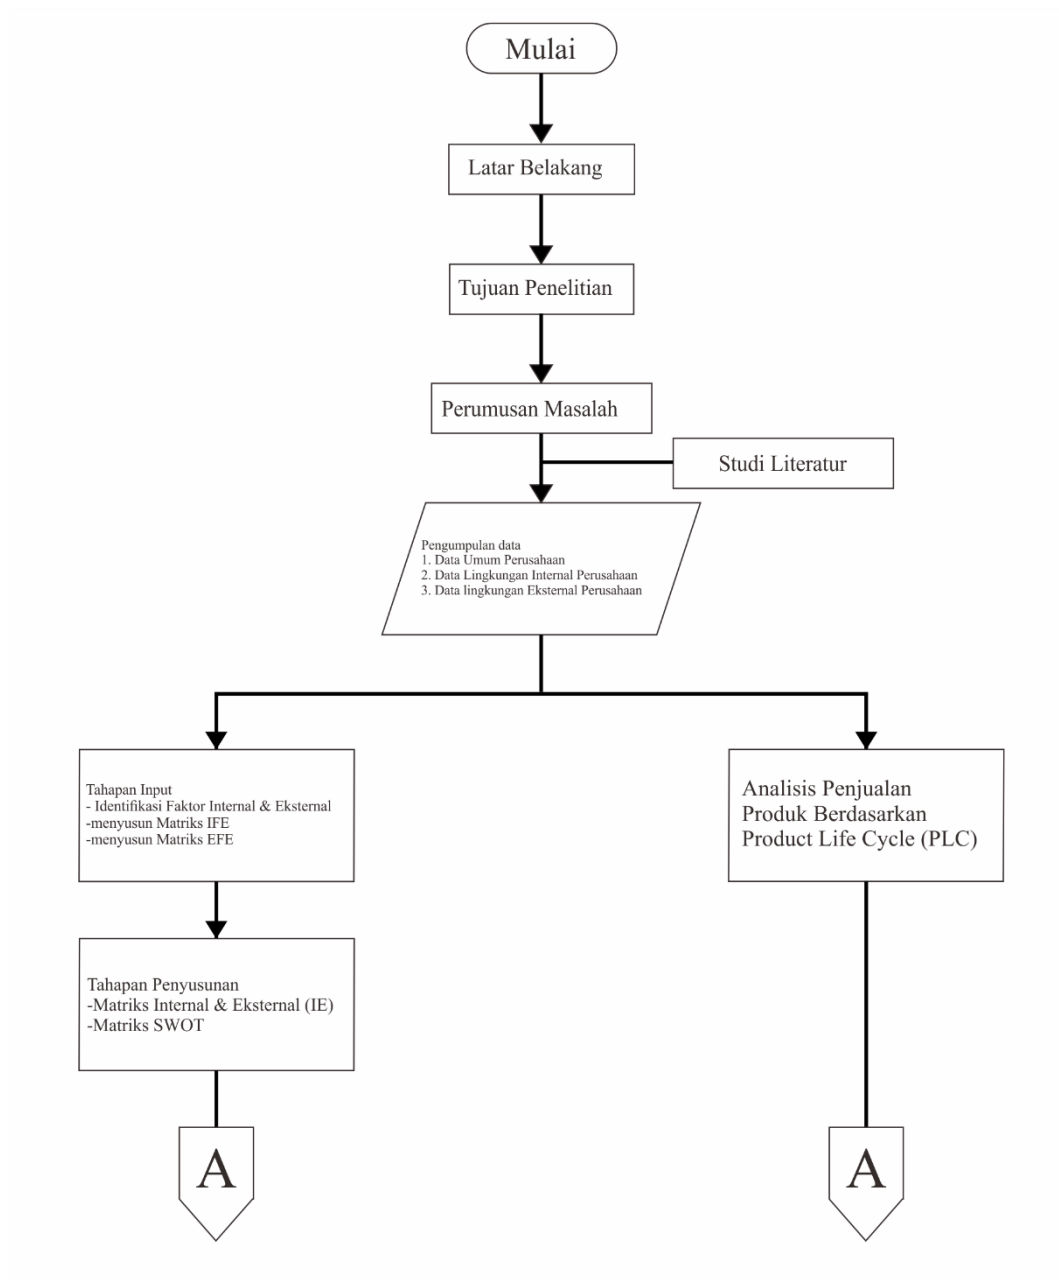 Mulai
Latar Belakang
Tujuan Penelitian
Perumusan Masalah
Studi Literatur
Pengumpulan data
1. Data Umum Perusahaan
2. Data Lingkungan Internal Perusahaan
3. Data lingkungan Eksternal Perusahaan
Tahapan Input
- Identifikasi Faktor Internal & Eksternal
-menyusun Matriks IFE
-menyusun Matriks EFE
Analisis Penjualan
Produk Berdasarkan
Product Life Cycle (PLC)
Tahapan Penyusunan
-Matriks Internal & Eksternal (IE)
-Matriks SWOT
A
A